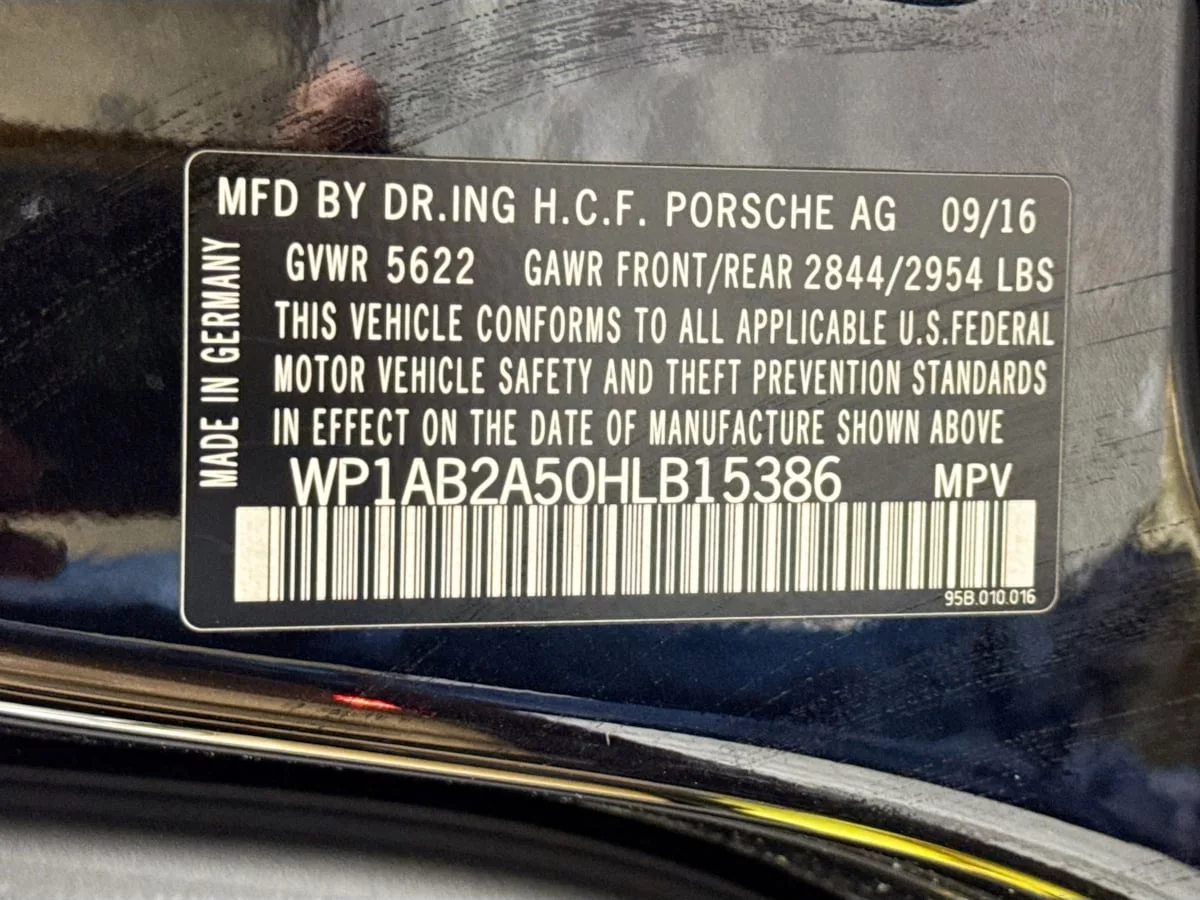 MFD BY DR.ING H.C.F. PORSCHE AG 09/16
GVWR 5622 GAWR FRONT/REAR 2844/2954 LBS
THIS VEHICLE CONFORMS TO ALL APPLICABLE U.S.FEDERAL
MOTOR VEHICLE SAFETY AND THEFT PREVENTION STANDARDS
IN EFFECT ON THE DATE OF MANUFACTURE SHOWN ABOVE
WP1AB2A50HLB15386 MPV
95B.010.016
MADE IN GERMANY